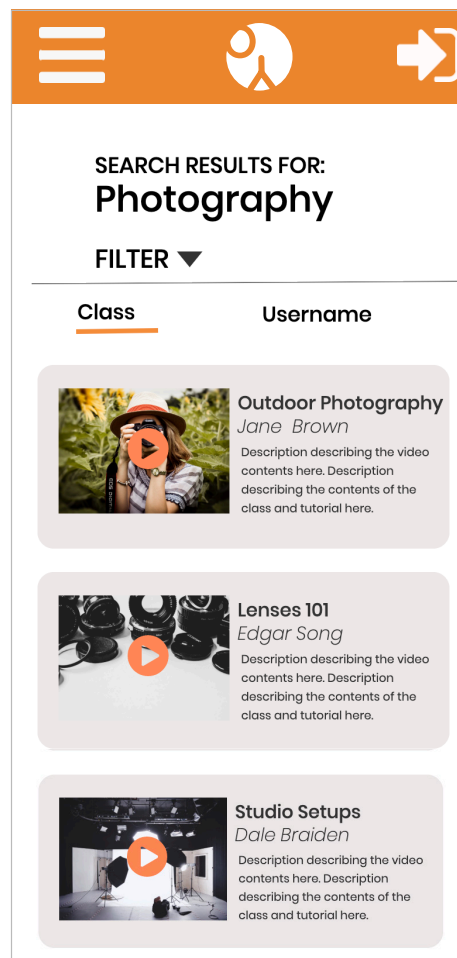 SEARCH RESULTS FOR:
Photography
FILTER
Class
Username
Outdoor Photography
Jane Brown
Description describing the video
contents here. Description
describing the contents of the
class and tutorial here.
Lenses 101
Edgar Song
Description describing the video
contents here. Description
describing the contents of the
class and tutorial here.
Studio Setups
Dale Braiden
Description describing the video
contents here. Description
describing the contents of the
class and tutorial here.